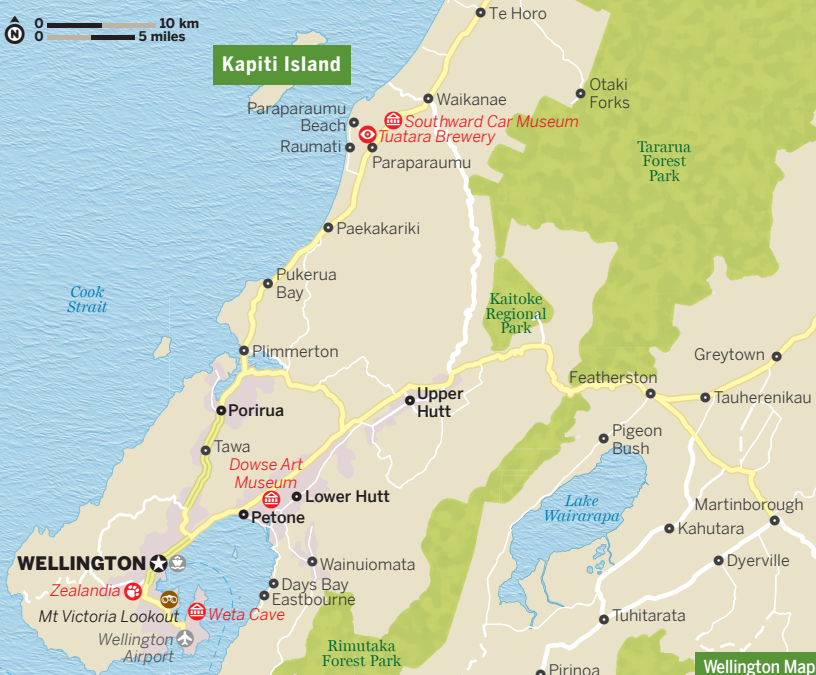 0 10 km
N
0 5 miles
Te Horo
Kapiti Island
Otaki
Forks
Waikanae
Paraparaumu
Beach
Southward Car Museum
Tuatara Brewery
Raumati
Paraparaumu
Tararua
Forest
Park
Paekakariki
Pukerua
Bay
Cook
Strait
Kaitoke
Regional
Park
Plimmerton
Greytown
Featherston
Upper
Hutt
Tauherenikau
Porirua
Pigeon
Bush
Tawa
Dowse Art
Museum
Lower Hutt
Lake
Wairarapa
Martinborough
Petone
Kahutara
WELLINGTON
Wainuiomata
Dyerville
Zealandia
Days Bay
Eastbourne
Mt Victoria Lookout
Weta Cave
Tuhitarata
Wellington
Airport
Rimutaka
Forest Park
Pirinoa
Wellington Map